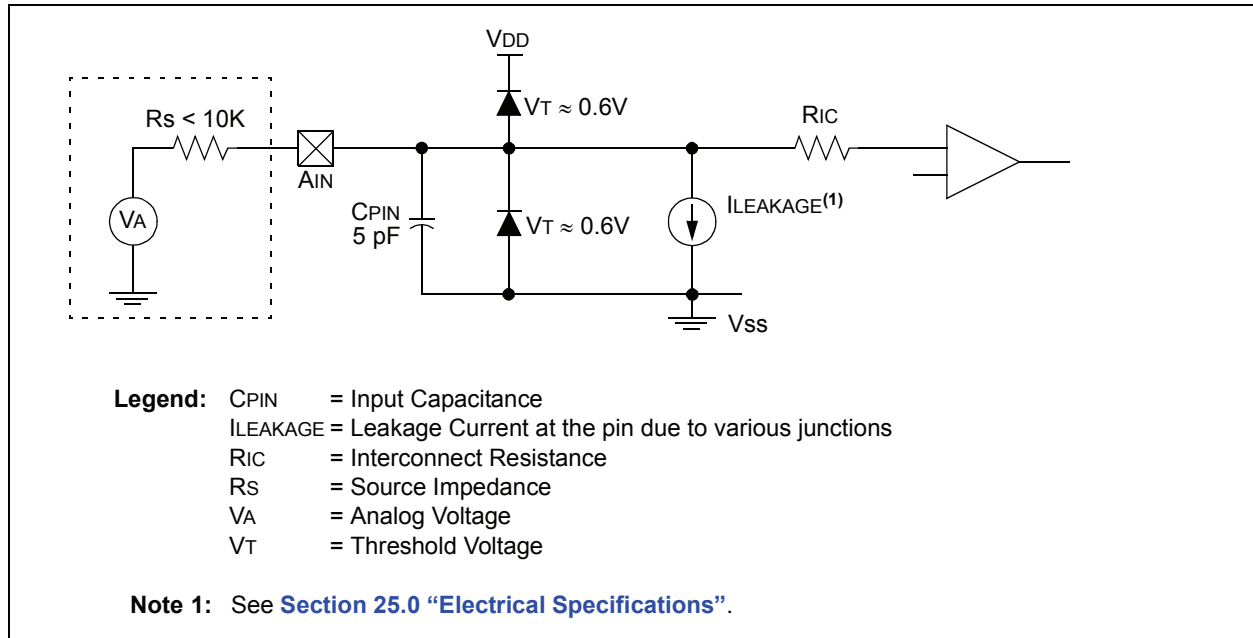 VDD
VT ≈ 0.6V
RS < 10K
RIC
AIN
CPIN
5 pF
VT ≈ 0.6V
ILEAKAGE(1)
VA
VSS
Legend: CPIN = Input Capacitance
ILEAKAGE = Leakage Current at the pin due to various junctions
RIC = Interconnect Resistance
RS = Source Impedance
VA = Analog Voltage
VT = Threshold Voltage
Note 1: See Section 25.0 “Electrical Specifications”.